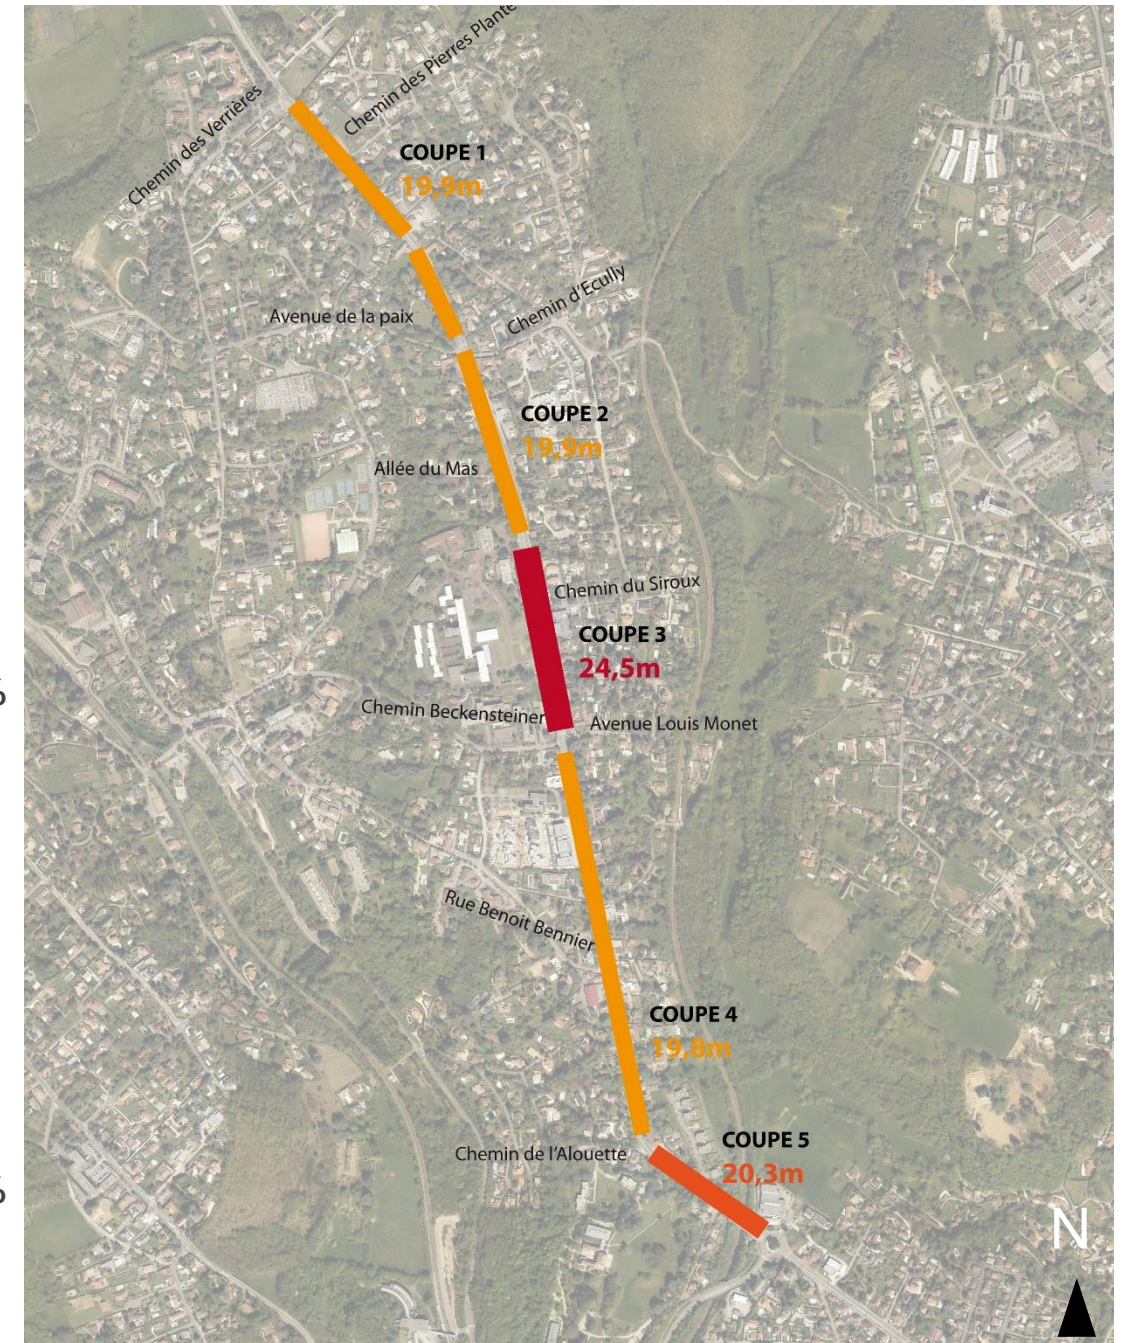 Chemin des Pierres Plante
Chemin des Verrières
COUPE 1
19,9m
Chemin d'Ecully
Avenue de la paix
COUPE 2
19,9m
Allée du Mas
Chemin du Siroux
COUPE 3
24,5m
%
Chemin Beckensteiner
Avenue Louis Monet
Rue Benoit Bennier
COUPE 4
19,8m
COUPE 5
Chemin de l'Alouette
20,3m
%
N